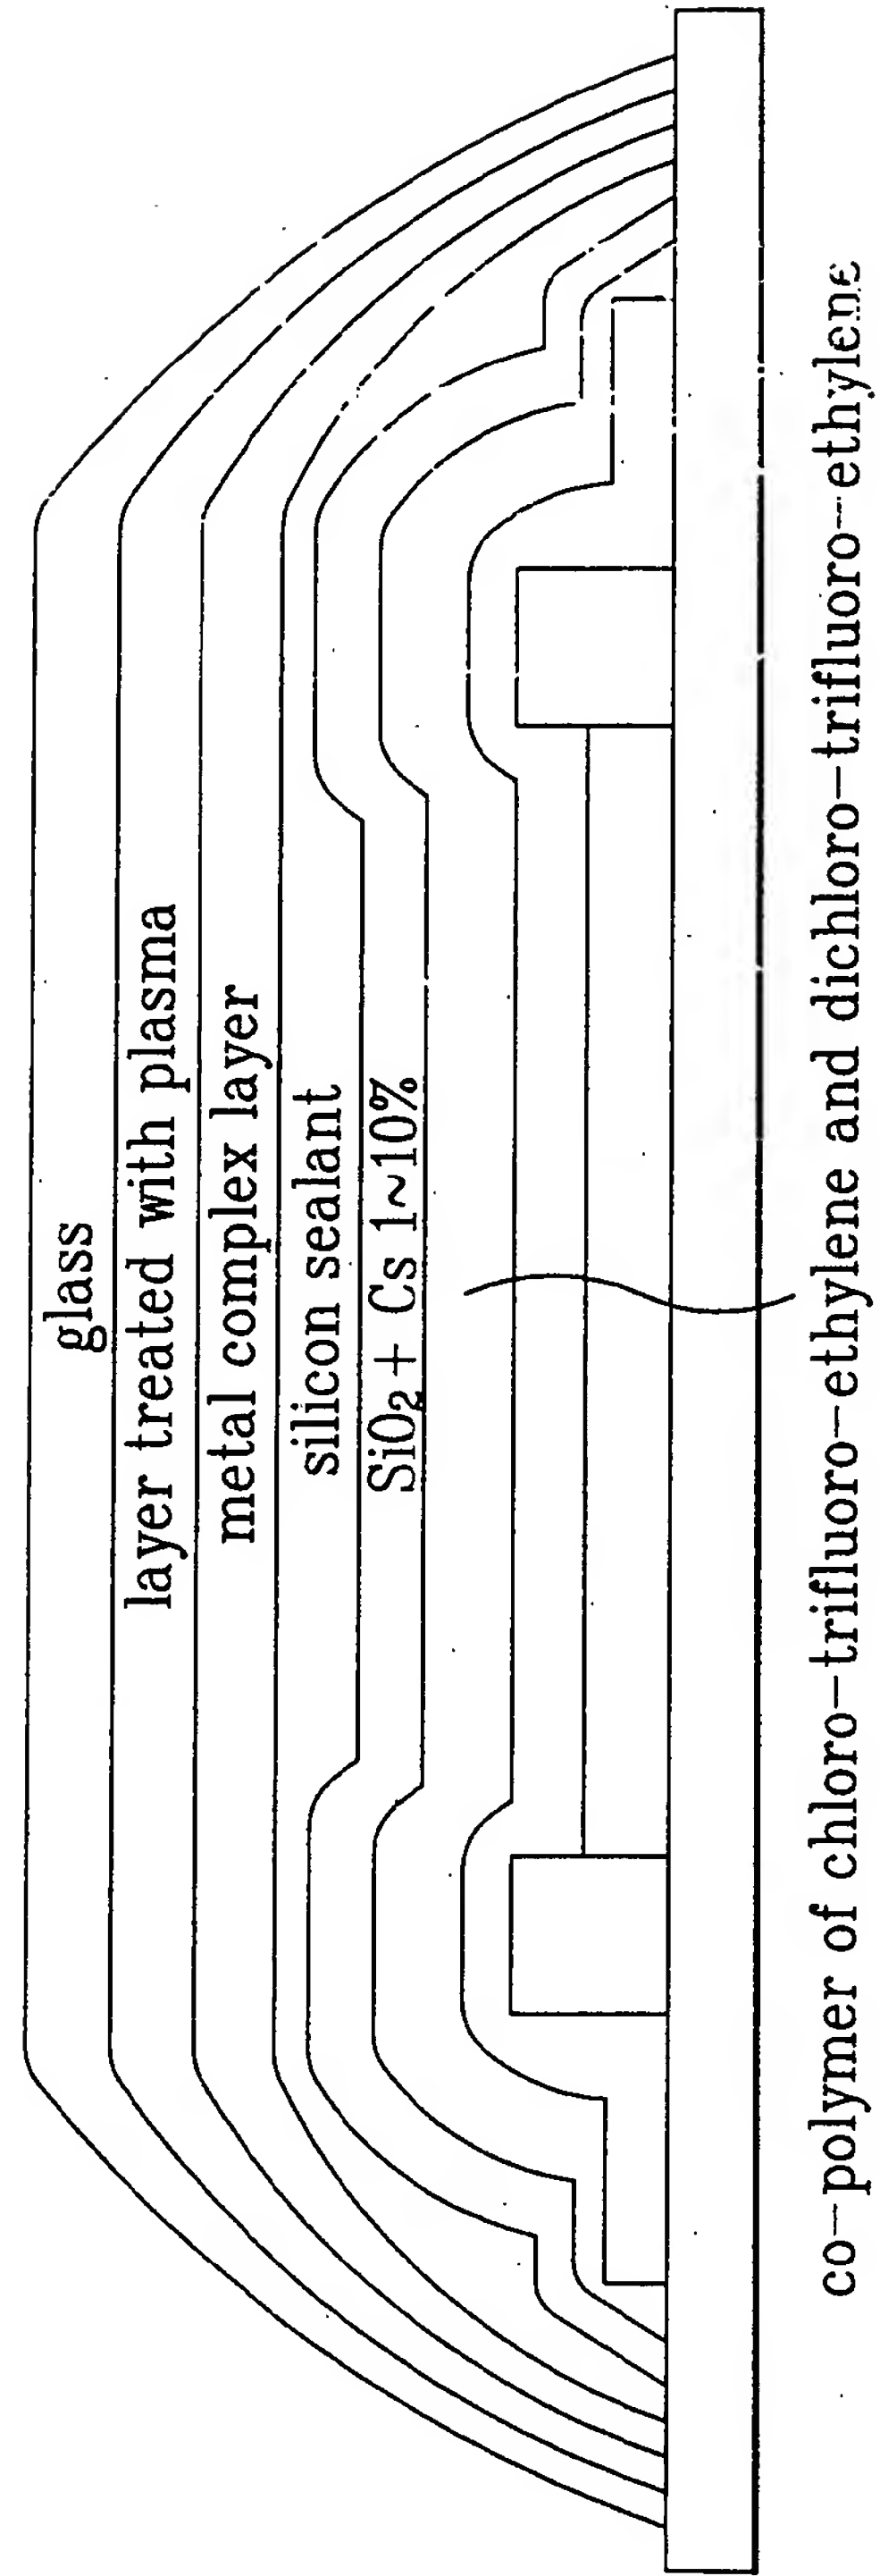 glass
layer treated with plasma
metal complex layer
silicon sealant
SiO₂ + Cs 1~10%
co-polymer of chloro-trifluoro-ethylene and dichloro-trifluoro-ethylene